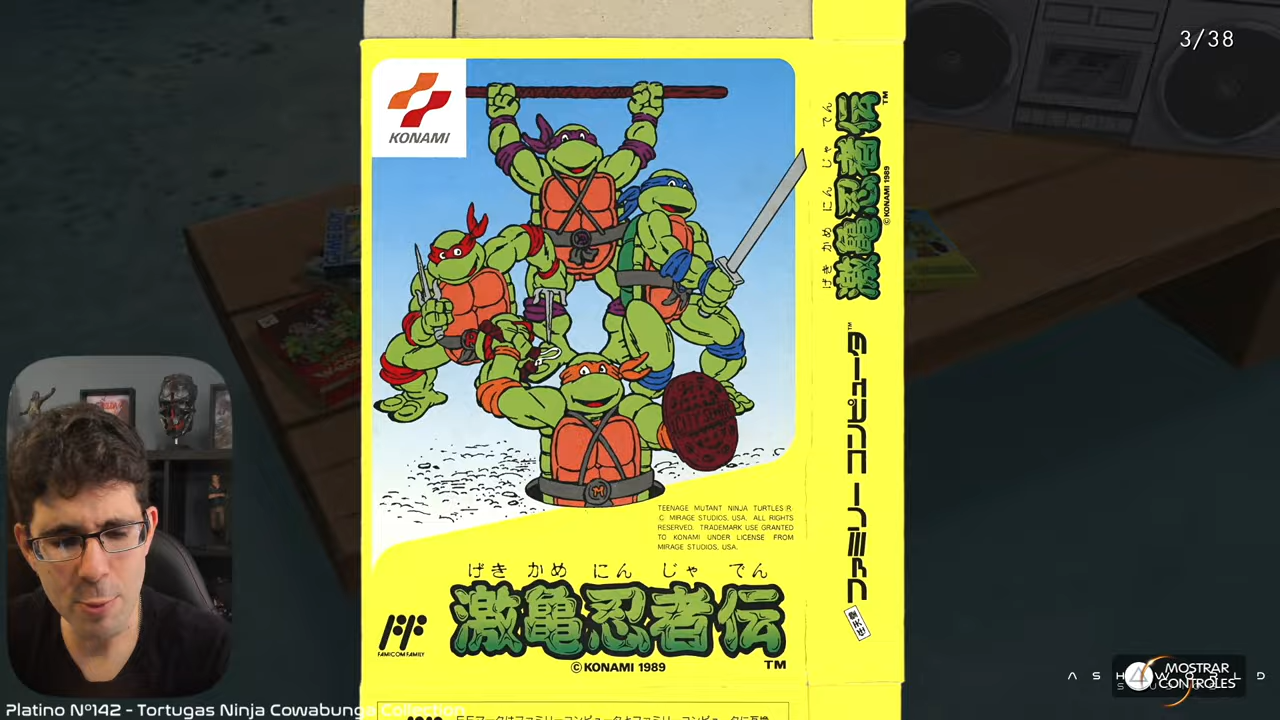 3/38
KONAMI
TEENAGE MUTANT NINJA TURTLES R.
C MIRAGE STUDIOS, USA. ALL RIGHTS
RESERVED. TRADEMARK USE GRANTED
TO KONAMI UNDER LICENSE FROM
MIRAGE STUDIOS, USA.
げき かめ にん じゃ でん
激亀忍者伝
TM
FAMICOM FAMILY
©KONAMI 1989
げき かめ にん じゃ でん
激亀忍者伝™
©KONAMI 1989
ファミリーコンピュータ™
MOSTRAR
CONTROLES
Platino Nº142 - Tortugas Ninja Cowabunga Collection